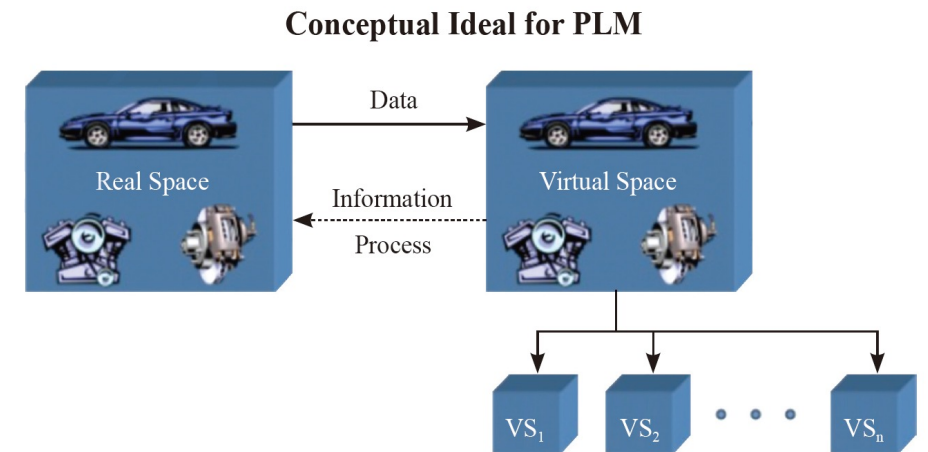 Conceptual Ideal for PLM
Data
Real Space
Virtual Space
Information
Process
VS₁
VS₂
VSₙ